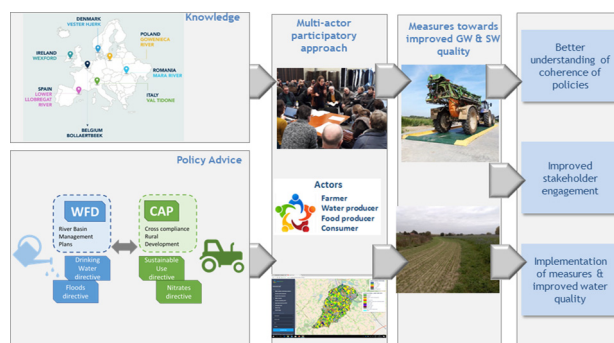 Knowledge
DENMARK
VESTER HJERK
POLAND
GOWENIECA
RIVER
IRELAND
WEXFORD
ROMANIA
MARA RIVER
SPAIN
LOWER
LLOBREGAT
RIVER
ITALY
VAL TIDONE
BELGIUM
BOLLAERTBEEK
Policy Advice
WFD
River Basin
Management
Plans
Drinking
Water
directive
Floods
directive
CAP
Cross compliance
Rural
Development
Sustainable
Use
directive
Nitrates
directive
Multi-actor
participatory
approach
Actors
Farmer
Water producer
Food producer
Consumer
Measures towards
improved GW & SW
quality
Better
understanding of
coherence of
policies
Improved
stakeholder
engagement
Implementation
of measures &
improved water
quality